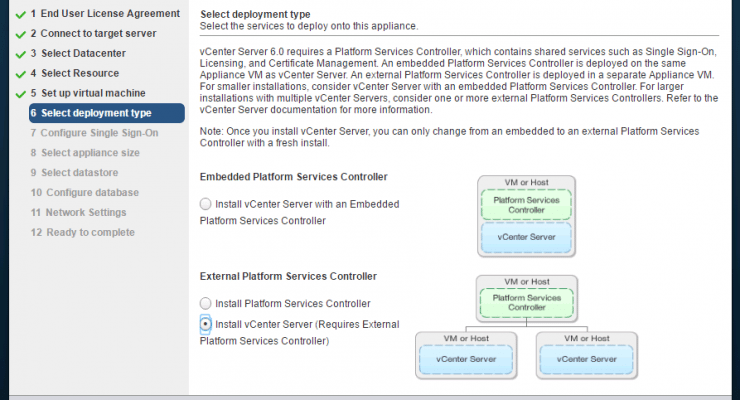 1 End User License Agreement
2 Connect to target server
3 Select Datacenter
4 Select Resource
5 Set up virtual machine
6 Select deployment type
7 Configure Single Sign-On
8 Select appliance size
9 Select datastore
10 Configure database
11 Network Settings
12 Ready to complete
Select deployment type
Select the services to deploy onto this appliance.
vCenter Server 6.0 requires a Platform Services Controller, which contains shared services such as Single Sign-On,
Licensing, and Certificate Management. An embedded Platform Services Controller is deployed on the same
Appliance VM as vCenter Server. An external Platform Services Controller is deployed in a separate Appliance VM.
For smaller installations, consider vCenter Server with an embedded Platform Services Controller. For larger
installations with multiple vCenter Servers, consider one or more external Platform Services Controllers. Refer to the
vCenter Server documentation for more information.
Note: Once you install vCenter Server, you can only change from an embedded to an external Platform Services
Controller with a fresh install.
Embedded Platform Services Controller
Install vCenter Server with an Embedded
Platform Services Controller
VM or Host
Platform Services
Controller
vCenter Server
External Platform Services Controller
Install Platform Services Controller
Install vCenter Server (Requires External
Platform Services Controller)
VM or Host
Platform Services
Controller
VM or Host
vCenter Server
VM or Host
vCenter Server